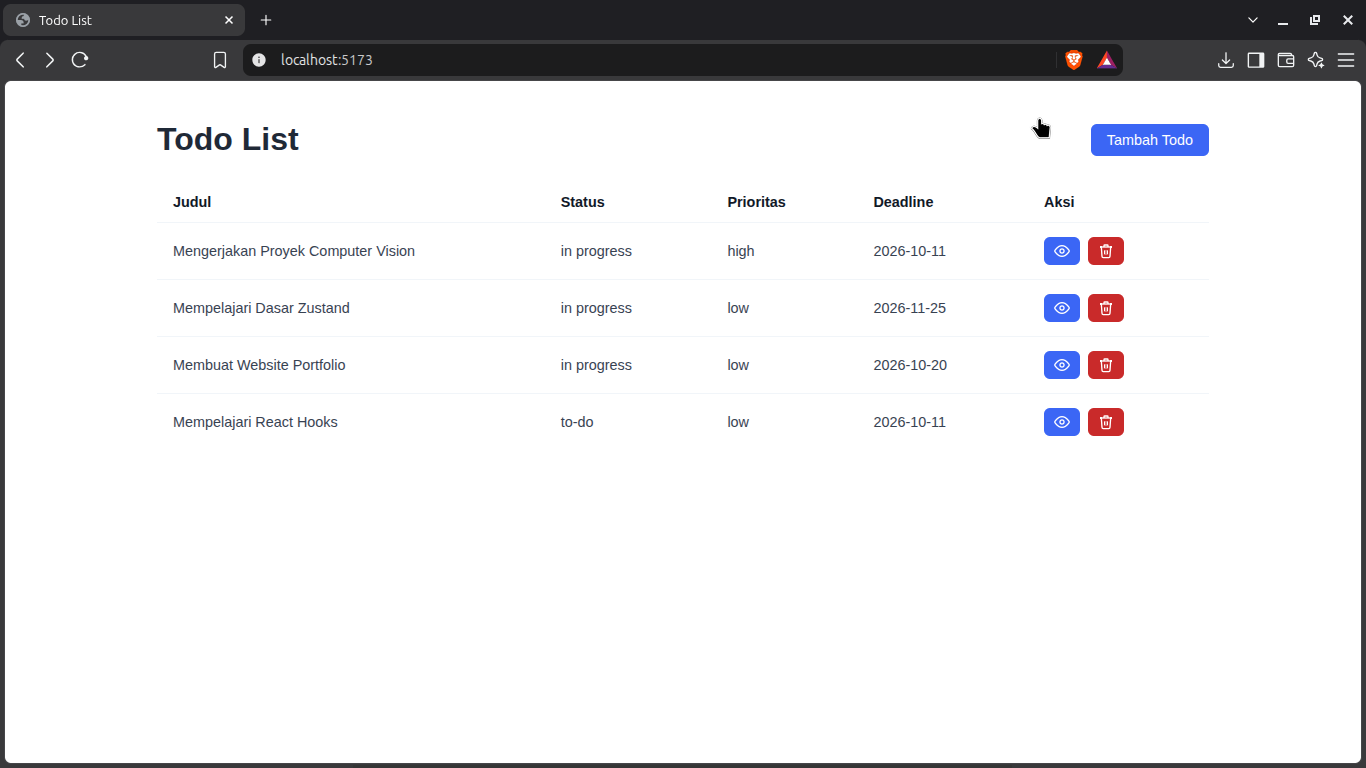 Todo List
localhost:5173
Todo List
Tambah Todo
Judul Status Prioritas Deadline Aksi
Mengerjakan Proyek Computer Vision in progress high 2026-10-11
Mempelajari Dasar Zustand in progress low 2026-11-25
Membuat Website Portfolio in progress low 2026-10-20
Mempelajari React Hooks to-do low 2026-10-11